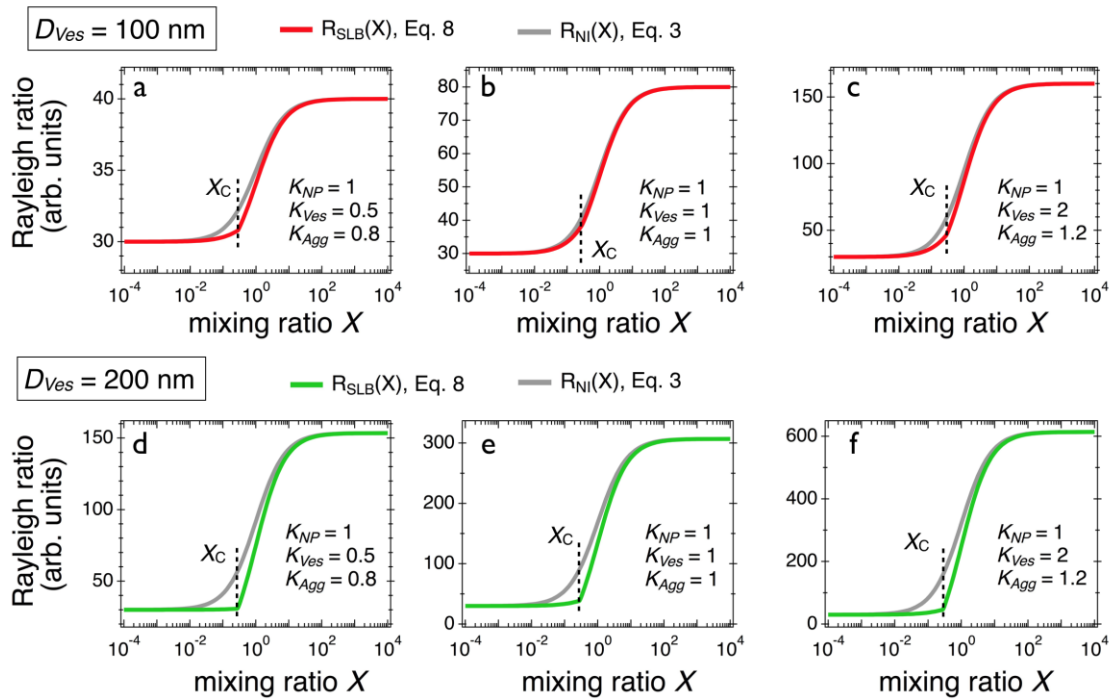 D_Ves = 100 nm
R_SLB(X), Eq. 8
R_NI(X), Eq. 3
Rayleigh ratio
(arb. units)
a
40
35
30
X_C
K_NP = 1
K_Ves = 0.5
K_Agg = 0.8
10^-4 10^-2 10^0 10^2 10^4
mixing ratio X
b
80
70
60
50
40
30
X_C
K_NP = 1
K_Ves = 1
K_Agg = 1
10^-4 10^-2 10^0 10^2 10^4
mixing ratio X
c
150
100
50
X_C
K_NP = 1
K_Ves = 2
K_Agg = 1.2
10^-4 10^-2 10^0 10^2 10^4
mixing ratio X
D_Ves = 200 nm
R_SLB(X), Eq. 8
R_NI(X), Eq. 3
Rayleigh ratio
(arb. units)
d
150
100
50
X_C
K_NP = 1
K_Ves = 0.5
K_Agg = 0.8
10^-4 10^-2 10^0 10^2 10^4
mixing ratio X
e
300
200
100
0
X_C
K_NP = 1
K_Ves = 1
K_Agg = 1
10^-4 10^-2 10^0 10^2 10^4
mixing ratio X
f
600
400
200
0
X_C
K_NP = 1
K_Ves = 2
K_Agg = 1.2
10^-4 10^-2 10^0 10^2 10^4
mixing ratio X